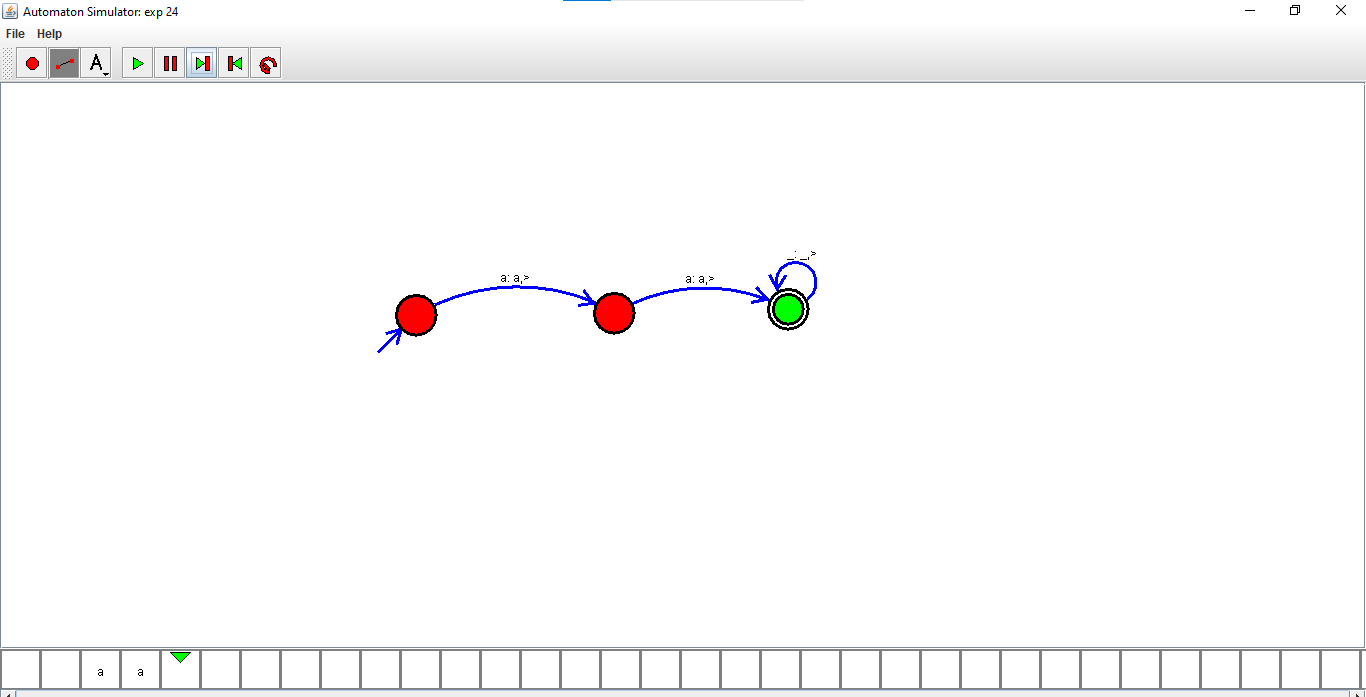 Automaton Simulator: exp 24
File Help
A
_: _,>
a: a,>
a: a,>
a a